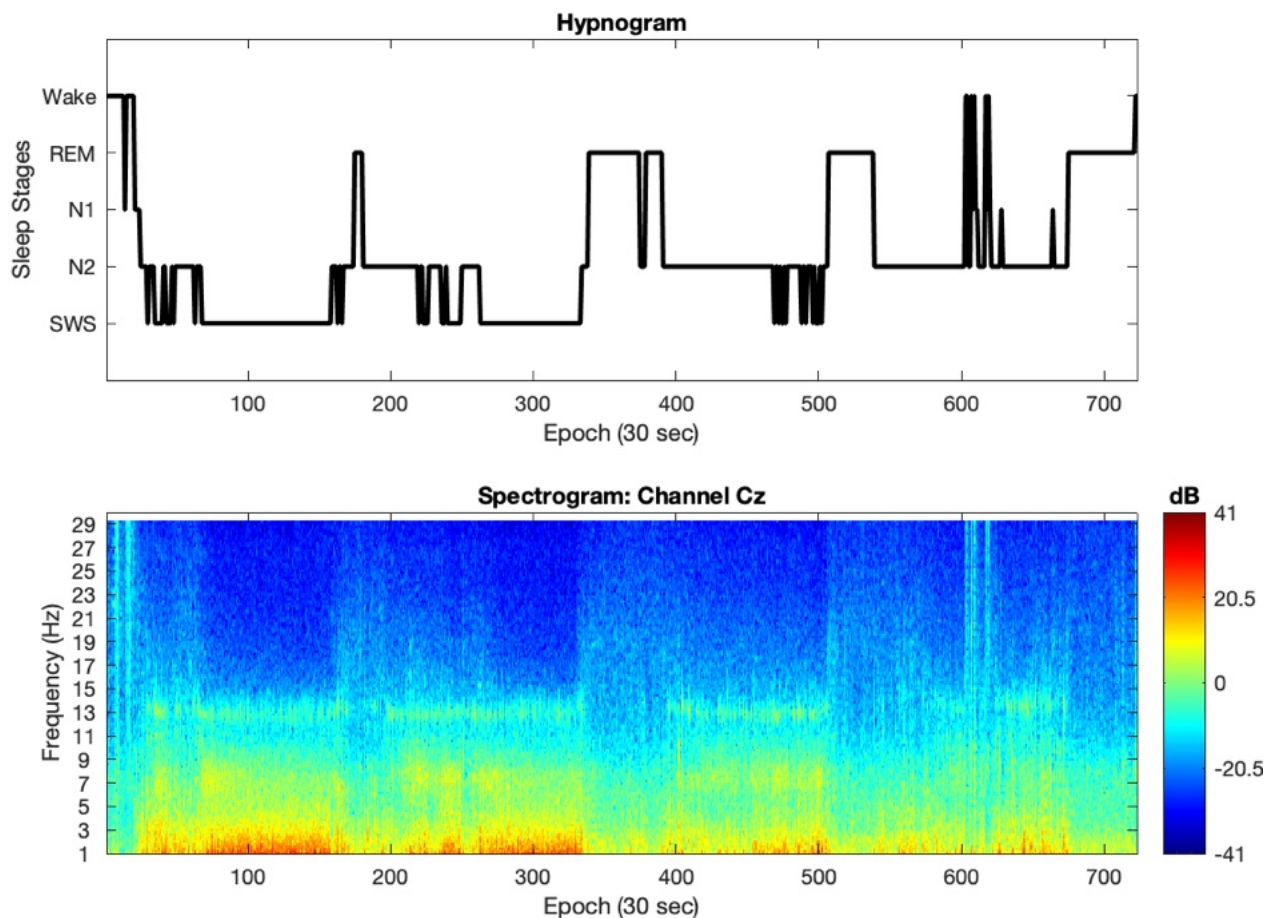 Hypnogram
Wake
REM
N1
N2
SWS
Sleep Stages
100 200 300 400 500 600 700
Epoch (30 sec)
Spectrogram: Channel Cz
dB
29
27
25
23
21
19
17
15
13
11
9
7
5
3
1
Frequency (Hz)
41
20.5
0
-20.5
-41
100 200 300 400 500 600 700
Epoch (30 sec)